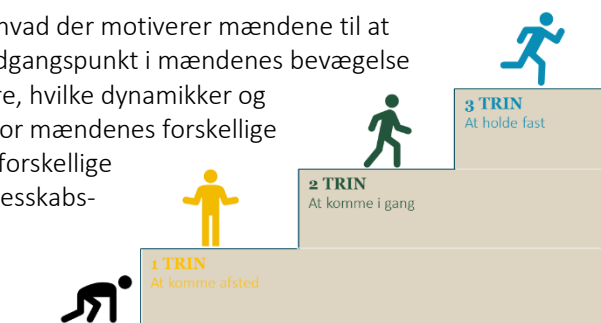 hvad der motiverer mændene til at
dgangspunkt i mændenes bevægelse
re, hvilke dynamikker og
or mændenes forskellige
forskellige
esskabs-
3 TRIN
At holde fast
2 TRIN
At komme i gang
1 TRIN
At komme afsted